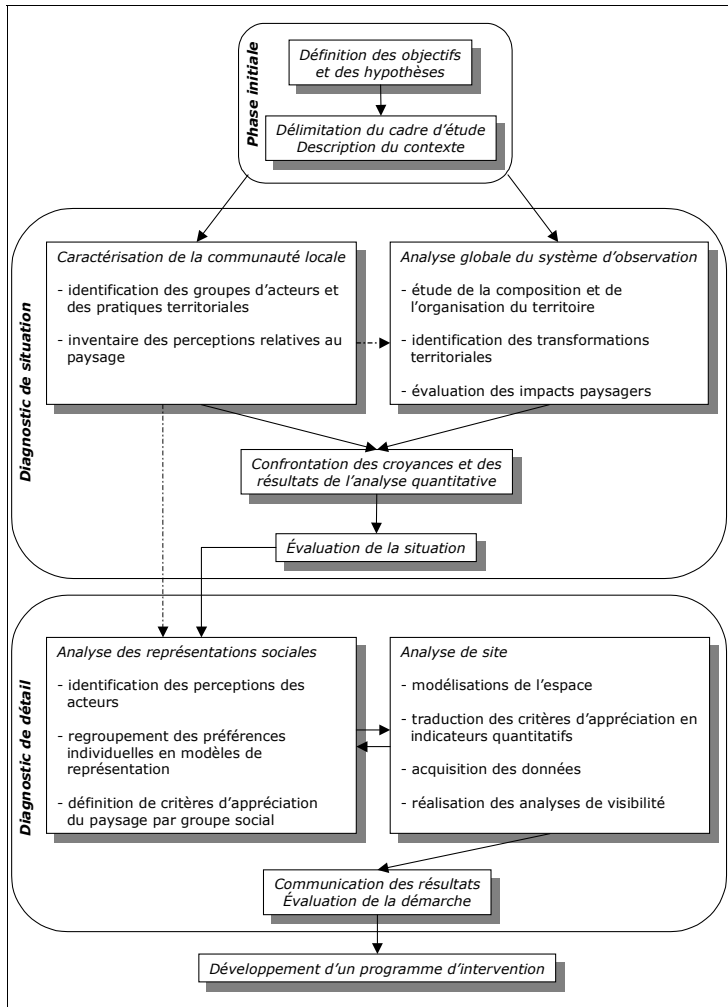 Phase initiale
Définition des objectifs
et des hypothèses
Délimitation du cadre d'étude
Description du contexte
Diagnostic de situation
Caractérisation de la communauté locale
- identification des groupes d'acteurs et
des pratiques territoriales
- inventaire des perceptions relatives au
paysage
Analyse globale du système d'observation
- étude de la composition et de
l'organisation du territoire
- identification des transformations
territoriales
- évaluation des impacts paysagers
Confrontation des croyances et des
résultats de l'analyse quantitative
Évaluation de la situation
Diagnostic de détail
Analyse des représentations sociales
- identification des perceptions des
acteurs
- regroupement des préférences
individuelles en modèles de
représentation
- définition de critères d'appréciation
du paysage par groupe social
Analyse de site
- modélisations de l'espace
- traduction des critères d'appréciation en
indicateurs quantitatifs
- acquisition des données
- réalisation des analyses de visibilité
Communication des résultats
Évaluation de la démarche
Développement d'un programme d'intervention